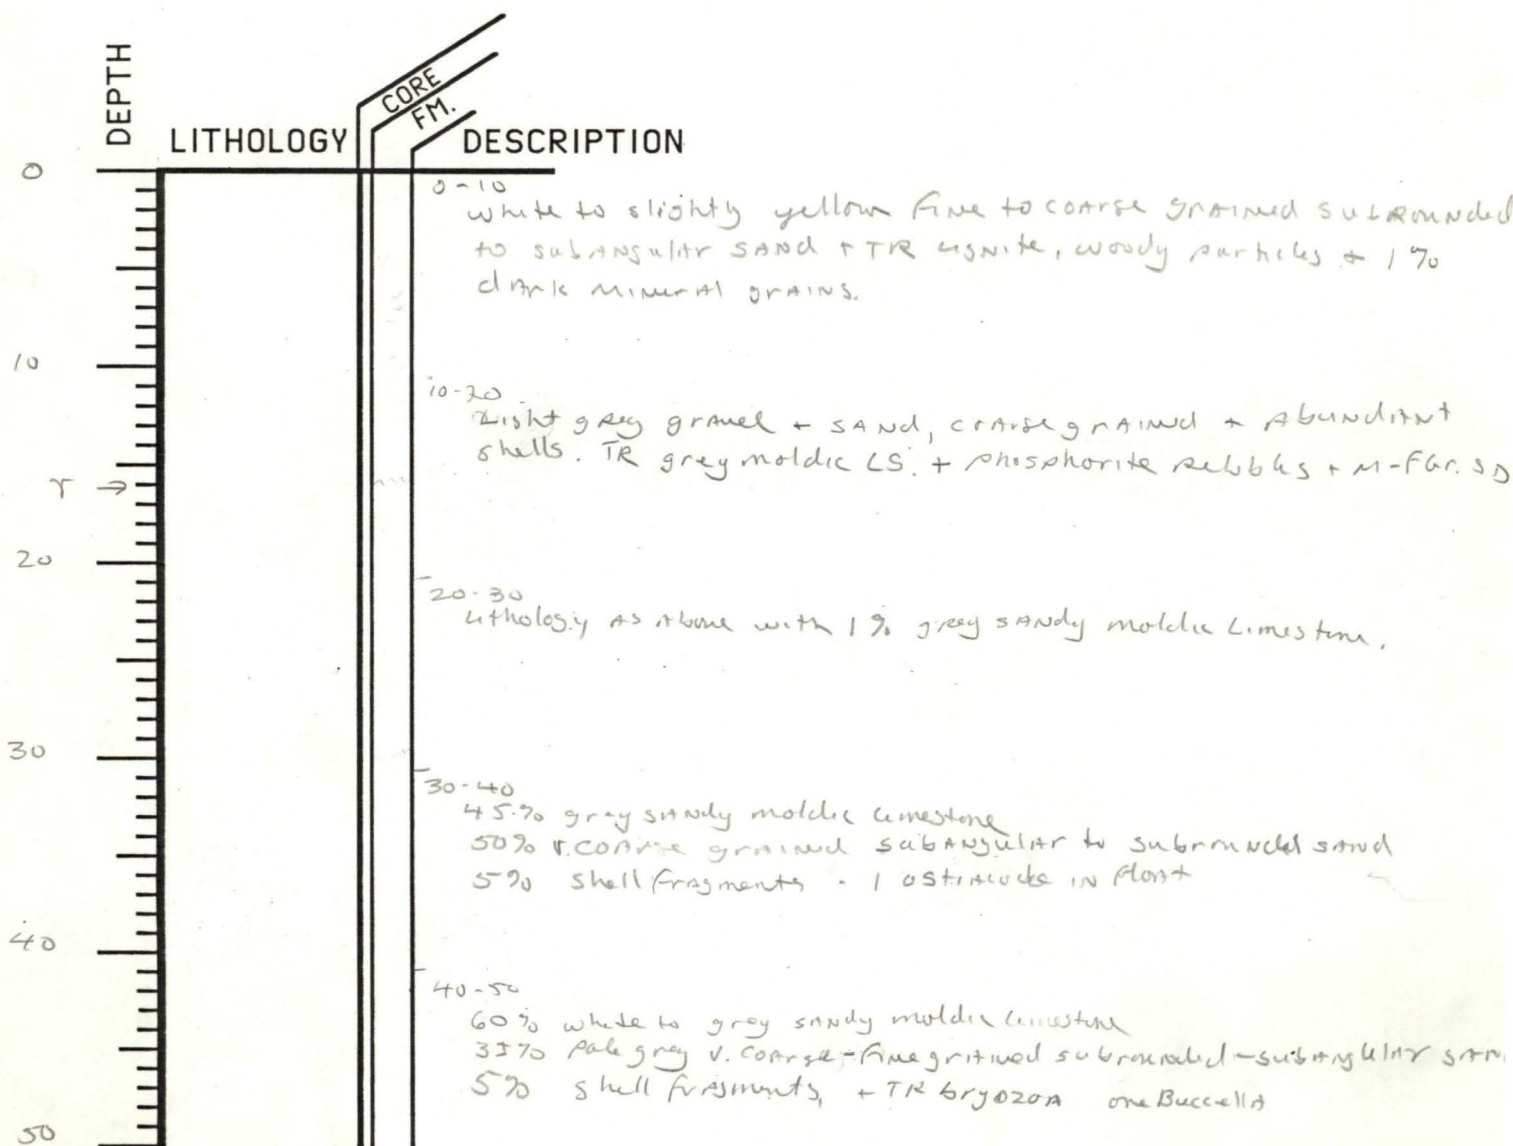 DEPTH
LITHOLOGY
CORE
FM.
DESCRIPTION
0
0-10
white to slightly yellow fine to coarse grained subrounded
to subangular SAND + TR lignite, woody particles + 1%
dark mineral grains.
10
10-20
Light grey gravel + SAND, coarse grained + Abundant
shells. TR grey moldic LS. + phosphorite pebbles + M-FGr. SD
T →
20
20-30
Lithology as above with 1% grey sandy moldic Limestone.
30
30-40
45% gray sandy moldic limestone
50% v. coarse grained subangular to subrounded sand
5% shell fragments - 1 ostracode in float
40
40-50
60% white to grey sandy moldic limestone
35% pale grey v. coarse-fine grained subrounded-subangular san
5% shell fragments, + TR bryozoa one Buccella
50